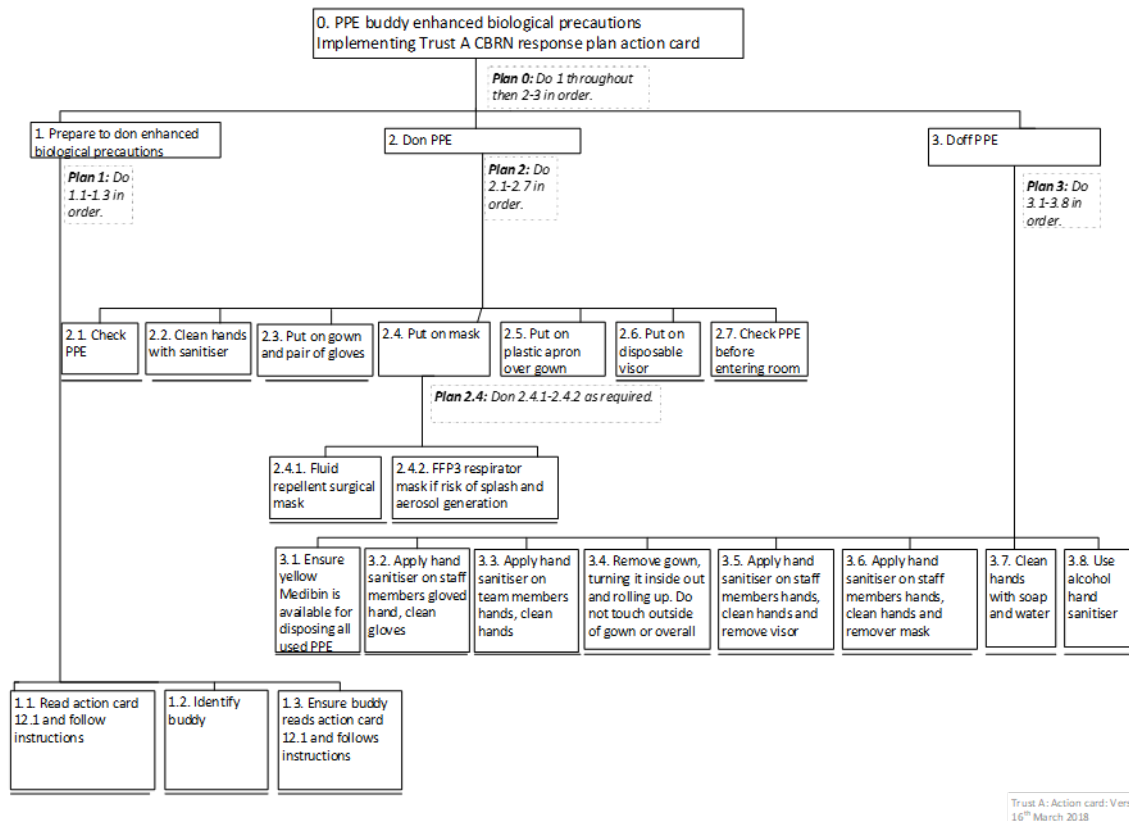 0. PPE buddy enhanced biological precautions
Implementing Trust A CBRN response plan action card
Plan 0: Do 1 throughout
then 2-3 in order.
1. Prepare to don enhanced
biological precautions
2. Don PPE
3. Doff PPE
Plan 1: Do
1.1-1.3 in
order.
Plan 2: Do
2.1-2.7 in
order.
Plan 3: Do
3.1-3.8 in
order.
2.1. Check
PPE
2.2. Clean hands
with sanitiser
2.3. Put on gown
and pair of gloves
2.4. Put on mask
2.5. Put on
plastic apron
over gown
2.6. Put on
disposable
visor
2.7. Check PPE
before
entering room
Plan 2.4: Don 2.4.1-2.4.2 as required.
2.4.1. Fluid
repellent surgical
mask
2.4.2. FFP3 respirator
mask if risk of splash and
aerosol generation
3.1. Ensure
yellow
Medibin is
available for
disposing all
used PPE
3.2. Apply hand
sanitiser on staff
members gloved
hand, clean
gloves
3.3. Apply hand
sanitiser on
team members
hands, clean
hands
3.4. Remove gown,
turning it inside out
and rolling up. Do
not touch outside
of gown or overall
3.5. Apply hand
sanitiser on staff
members hands,
clean hands and
remove visor
3.6. Apply hand
sanitiser on staff
members hands,
clean hands and
remover mask
3.7. Clean
hands
with soap
and water
3.8. Use
alcohol
hand
sanitiser
1.1. Read action card
12.1 and follow
instructions
1.2. Identify
buddy
1.3. Ensure buddy
reads action card
12.1 and follows
instructions
Trust A: Action card: Vers
16th March 2018